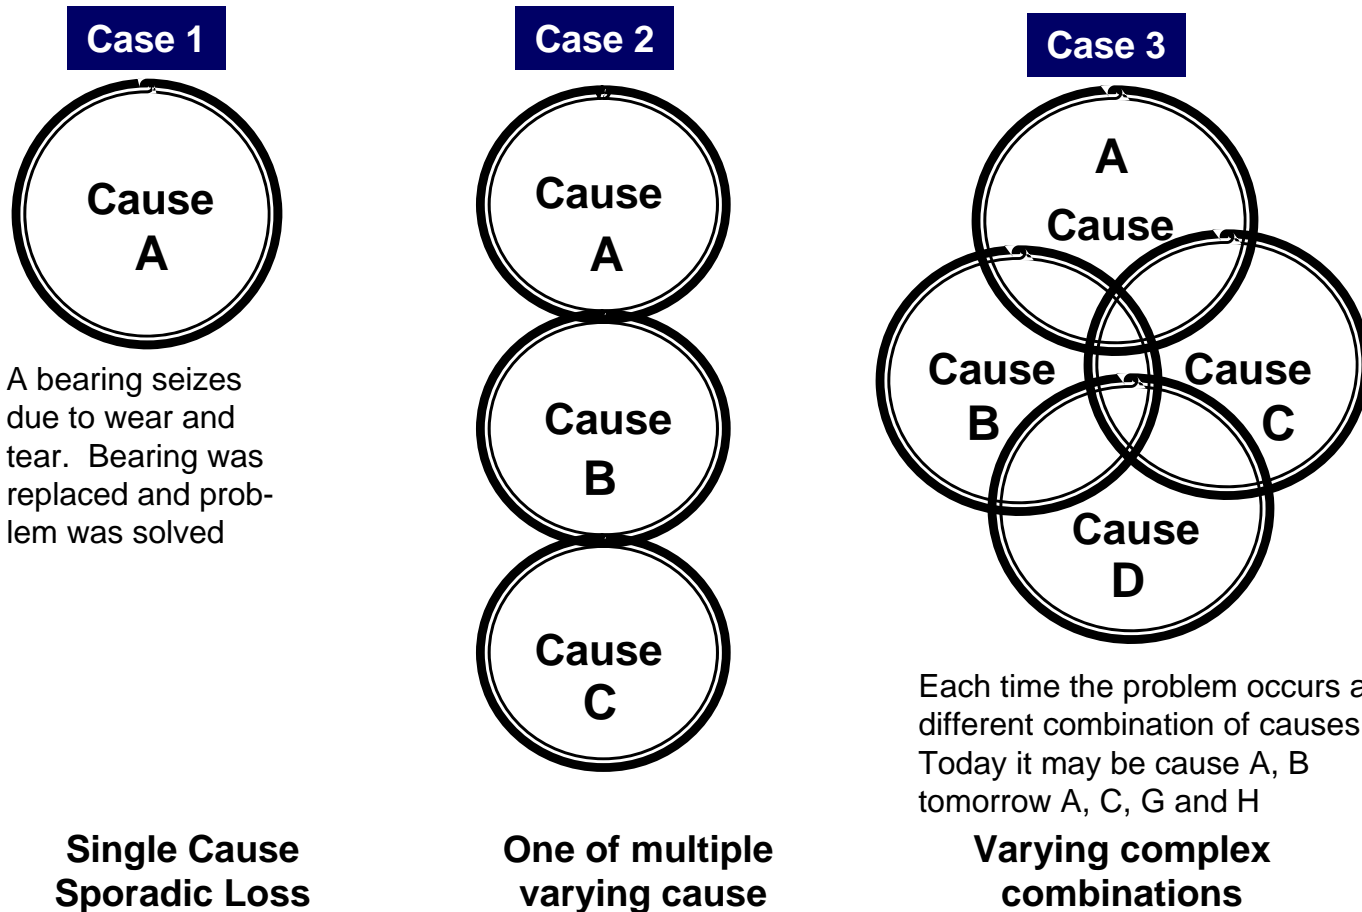 Case 1
Cause
A
A bearing seizes
due to wear and
tear. Bearing was
replaced and prob-
lem was solved
Single Cause
Sporadic Loss
Case 2
Cause
A
Cause
B
Cause
C
One of multiple
varying cause
Case 3
A
Cause
Cause
B
Cause
C
Cause
D
Each time the problem occurs a
different combination of causes
Today it may be cause A, B
tomorrow A, C, G and H
Varying complex
combinations